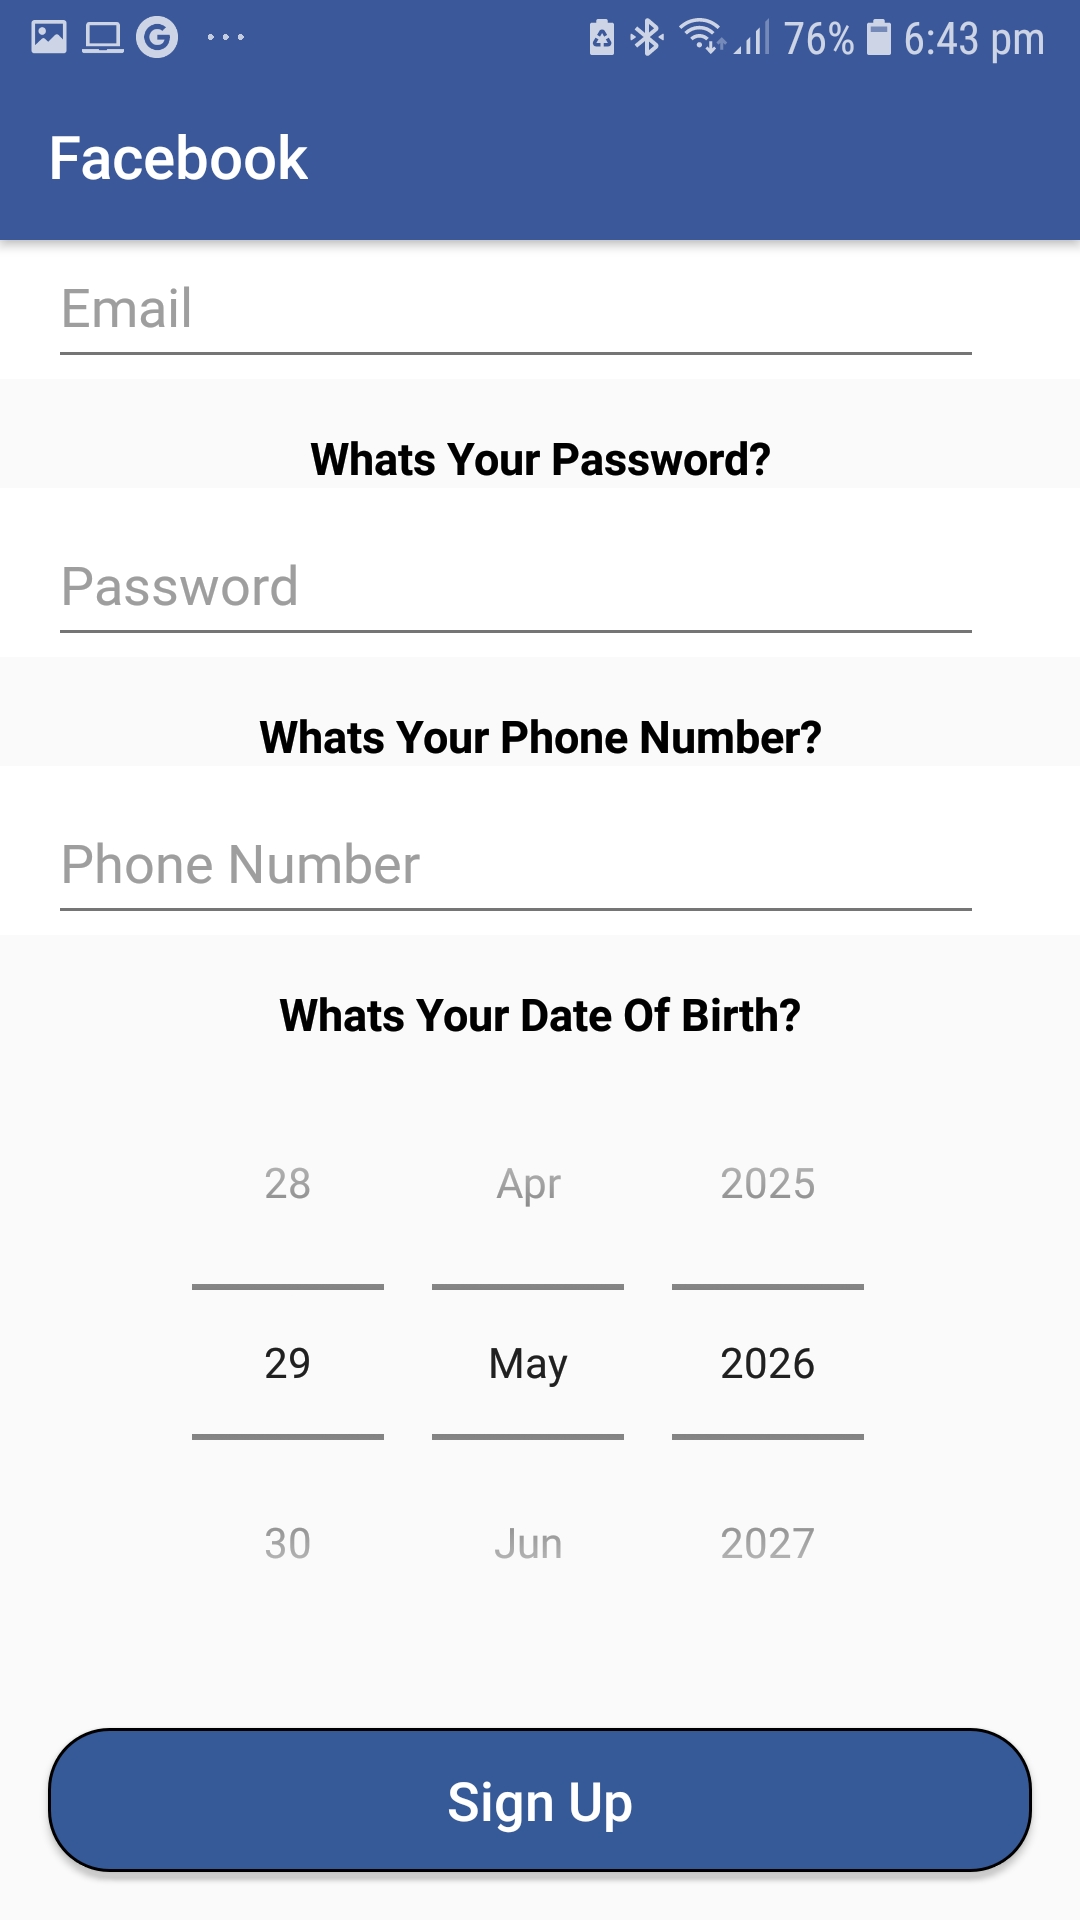 76% 6:43 pm
Facebook
Email
Whats Your Password?
Password
Whats Your Phone Number?
Phone Number
Whats Your Date Of Birth?
28 Apr 2025
29 May 2026
30 Jun 2027
Sign Up